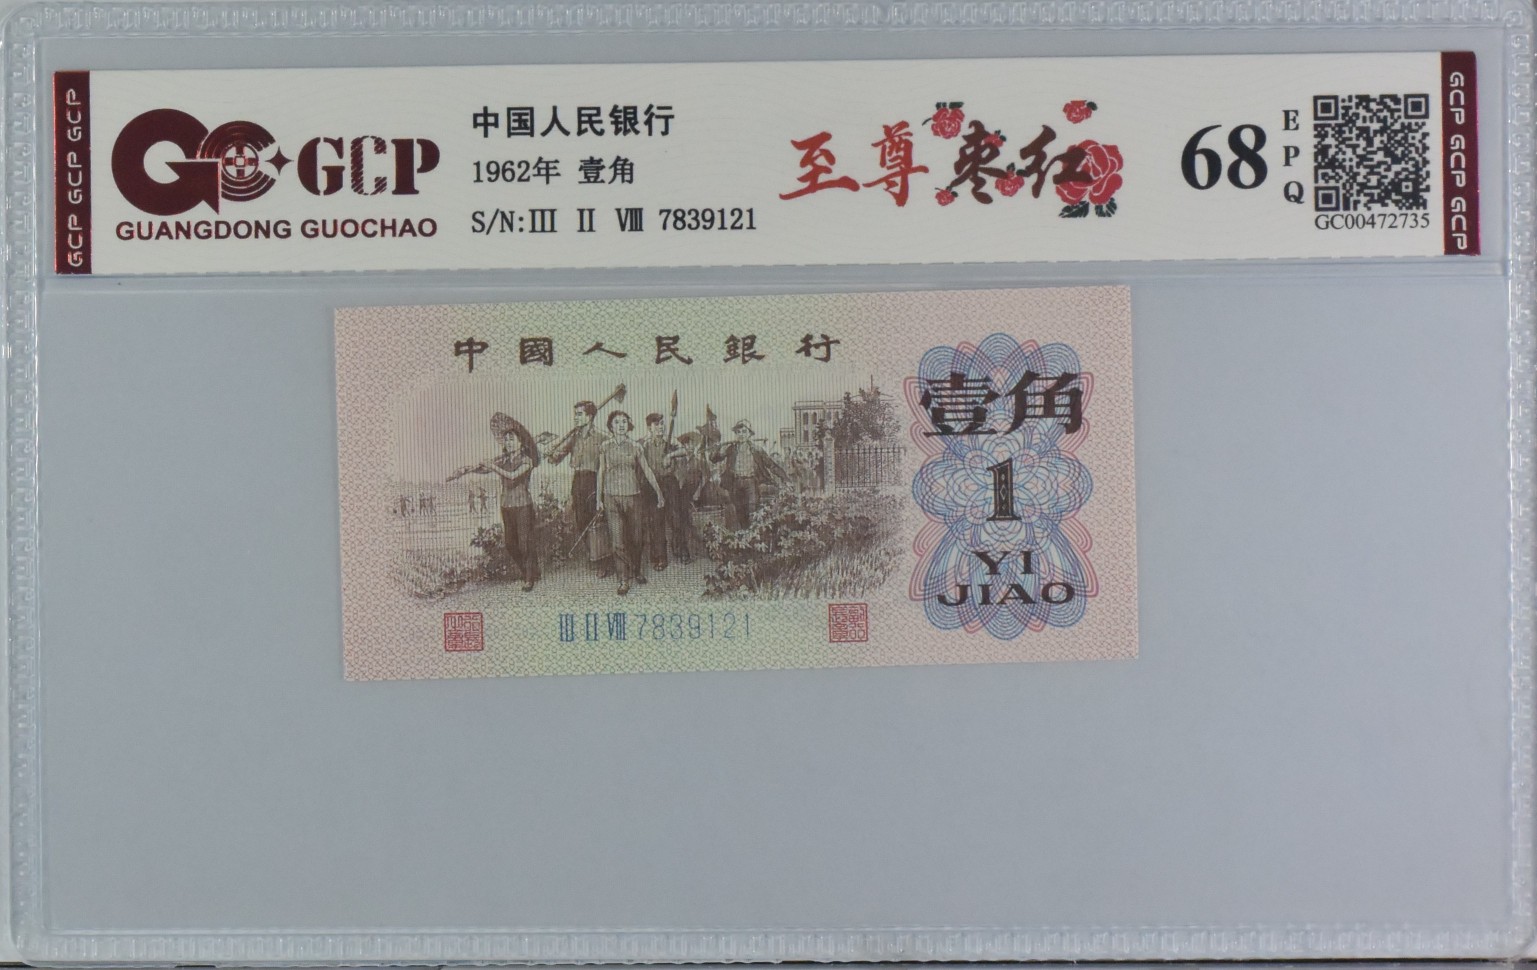 GCP GCP GCP
GCP
GUANGDONG GUOCHAO
中国人民银行
1962年 壹角
S/N:III II VIII 7839121
至尊枣红
68
EPQ
GC00472735
GCP GCP GCP
中國人民銀行
壹角
1
YI
JIAO
III II VIII 7839121